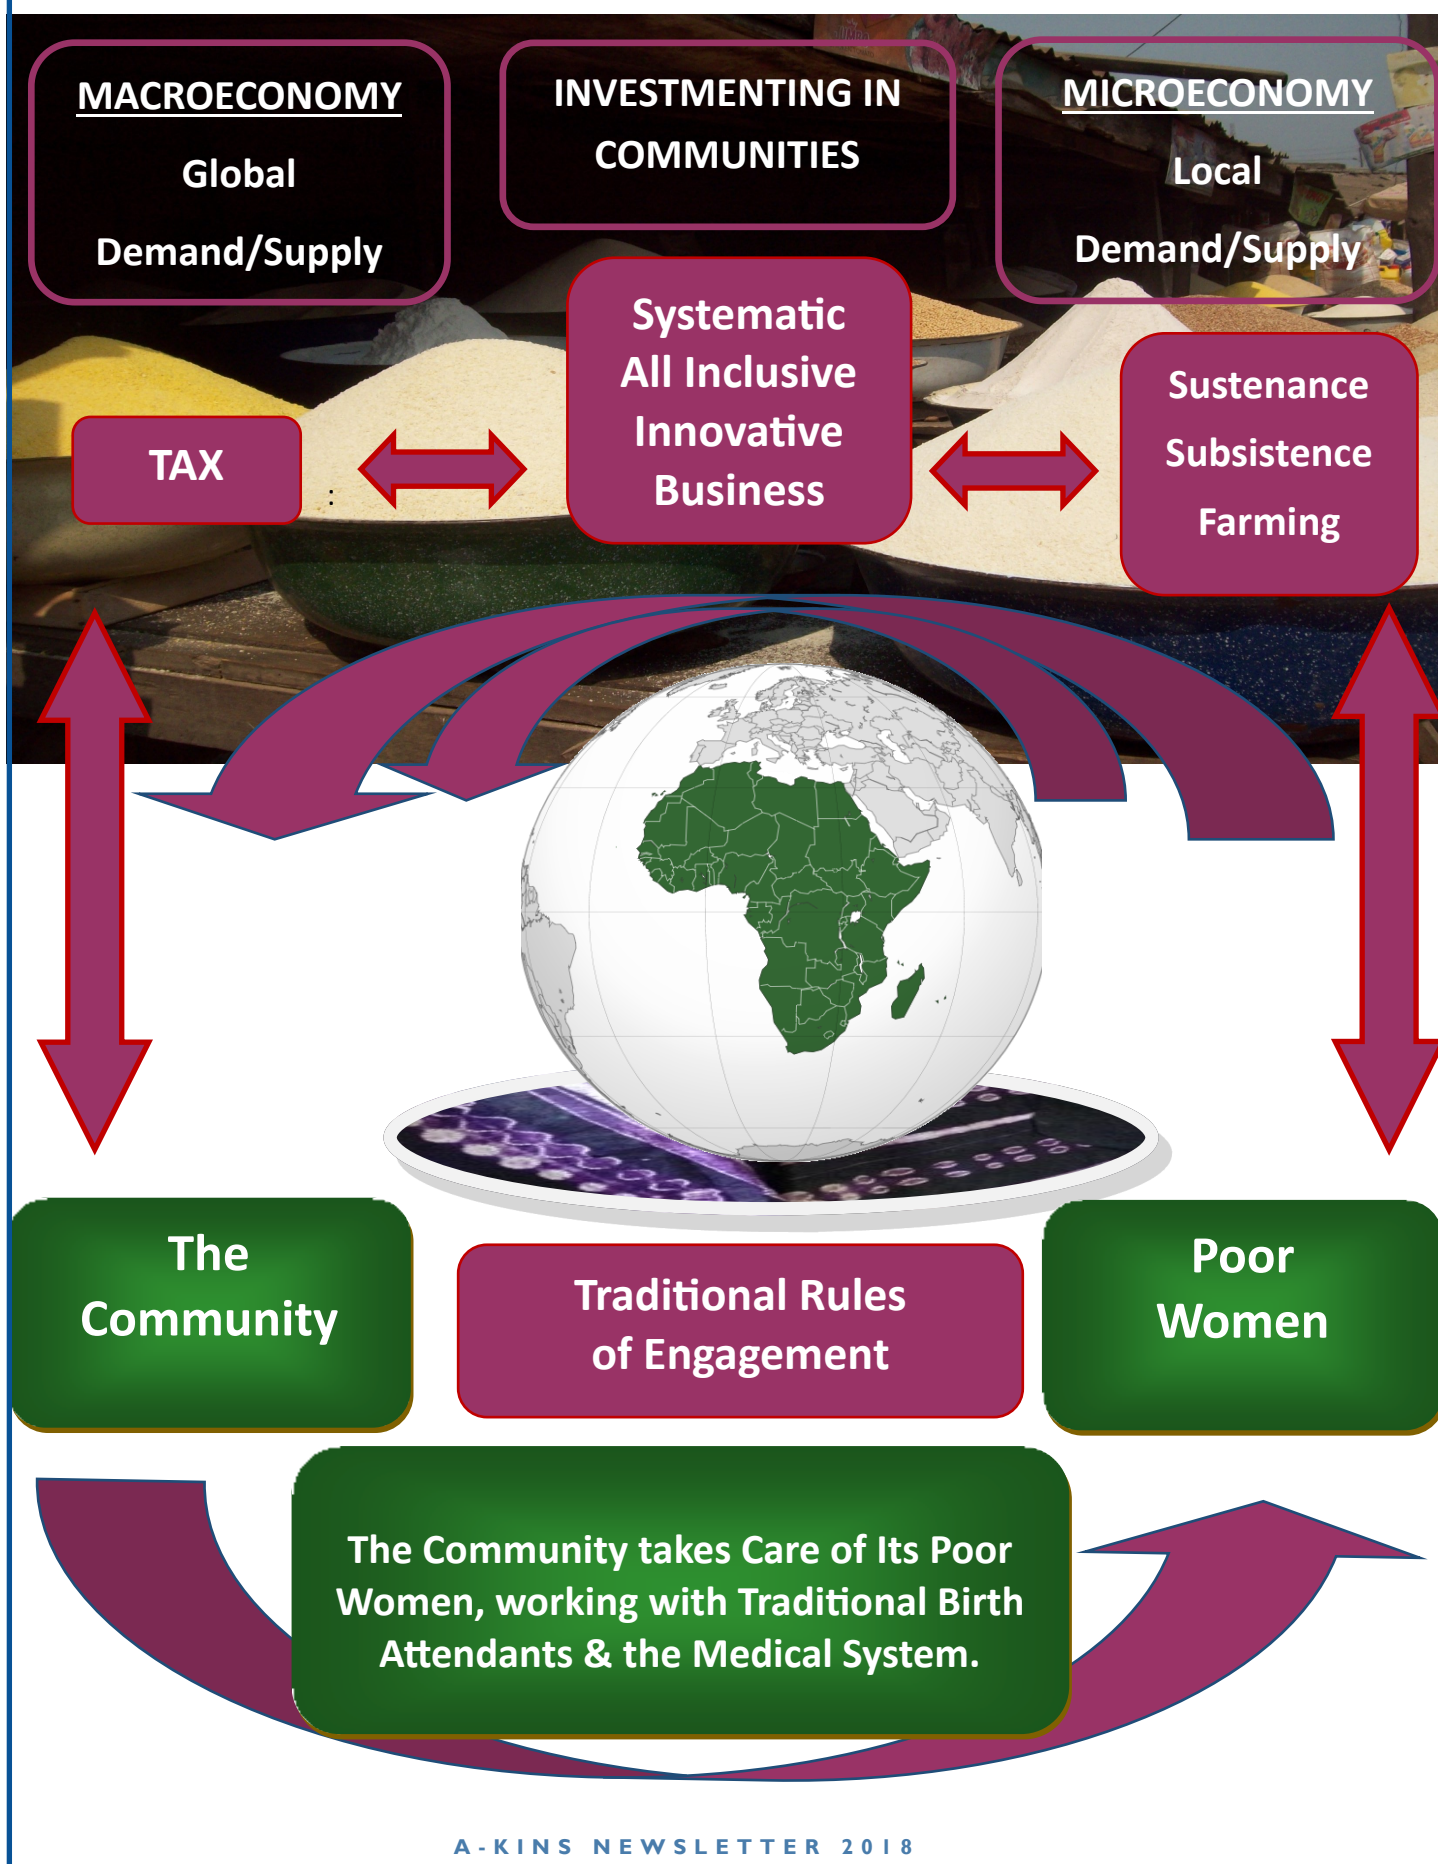 MACROECONOMY
Global
Demand/Supply
INVESTMENTING IN
COMMUNITIES
MICROECONOMY
Local
Demand/Supply
Systematic
All Inclusive
Innovative
Business
Sustenance
Subsistence
Farming
TAX
:
The
Community
Traditional Rules
of Engagement
Poor
Women
The Community takes Care of Its Poor
Women, working with Traditional Birth
Attendants & the Medical System.
A-KINS NEWSLETTER 2018